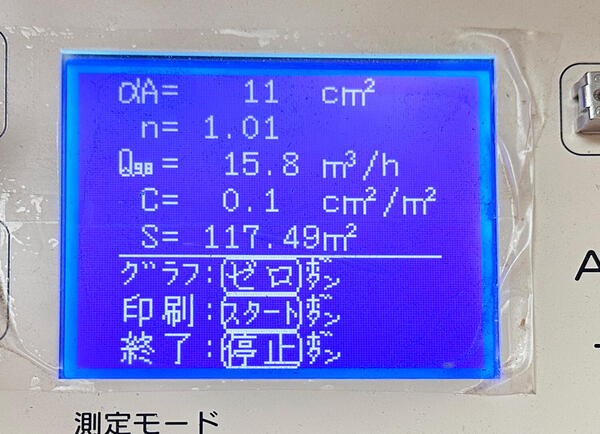 αA= 11 cm²
n= 1.01
Q₉₈= 15.8 m³/h
C= 0.1 cm²/m²
S= 117.49m²
グラフ:ゼロボタン
印刷:スタートボタン
終了:停止ボタン
測定モード
A